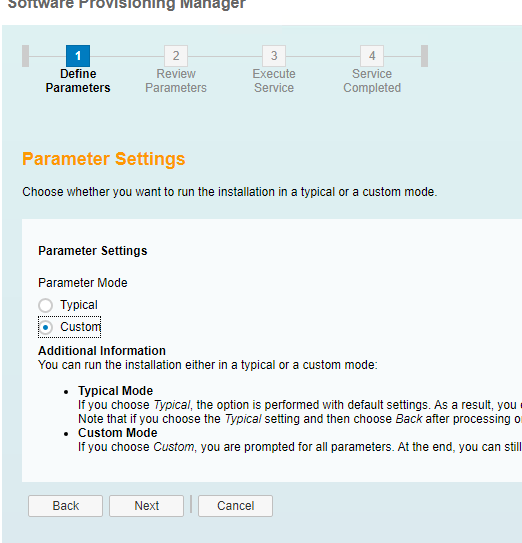 Software Provisioning Manager
1
2
3
4
Define
Parameters
Review
Parameters
Execute
Service
Service
Completed
Parameter Settings
Choose whether you want to run the installation in a typical or a custom mode.
Parameter Settings
Parameter Mode
Typical
Custom
Additional Information
You can run the installation either in a typical or a custom mode:
• Typical Mode
If you choose Typical, the option is performed with default settings. As a result, you
Note that if you choose the Typical setting and then choose Back after processing
• Custom Mode
If you choose Custom, you are prompted for all parameters. At the end, you can still
Back
Next
Cancel